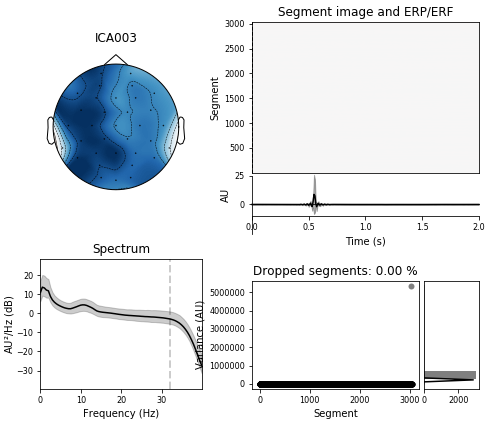 Segment image and ERP/ERF
ICA003
3000
2500
2000
1500
1000
500
Segment
25
0
AU
0.0 0.5 1.0 1.5 2.0
Time (s)
Spectrum
20
10
0
−10
−20
−30
AU²/Hz (dB)
0 10 20 30
Frequency (Hz)
Dropped segments: 0.00 %
5000000
4000000
3000000
2000000
1000000
0
Variance (AU)
0 1000 2000 3000
Segment
0 2000